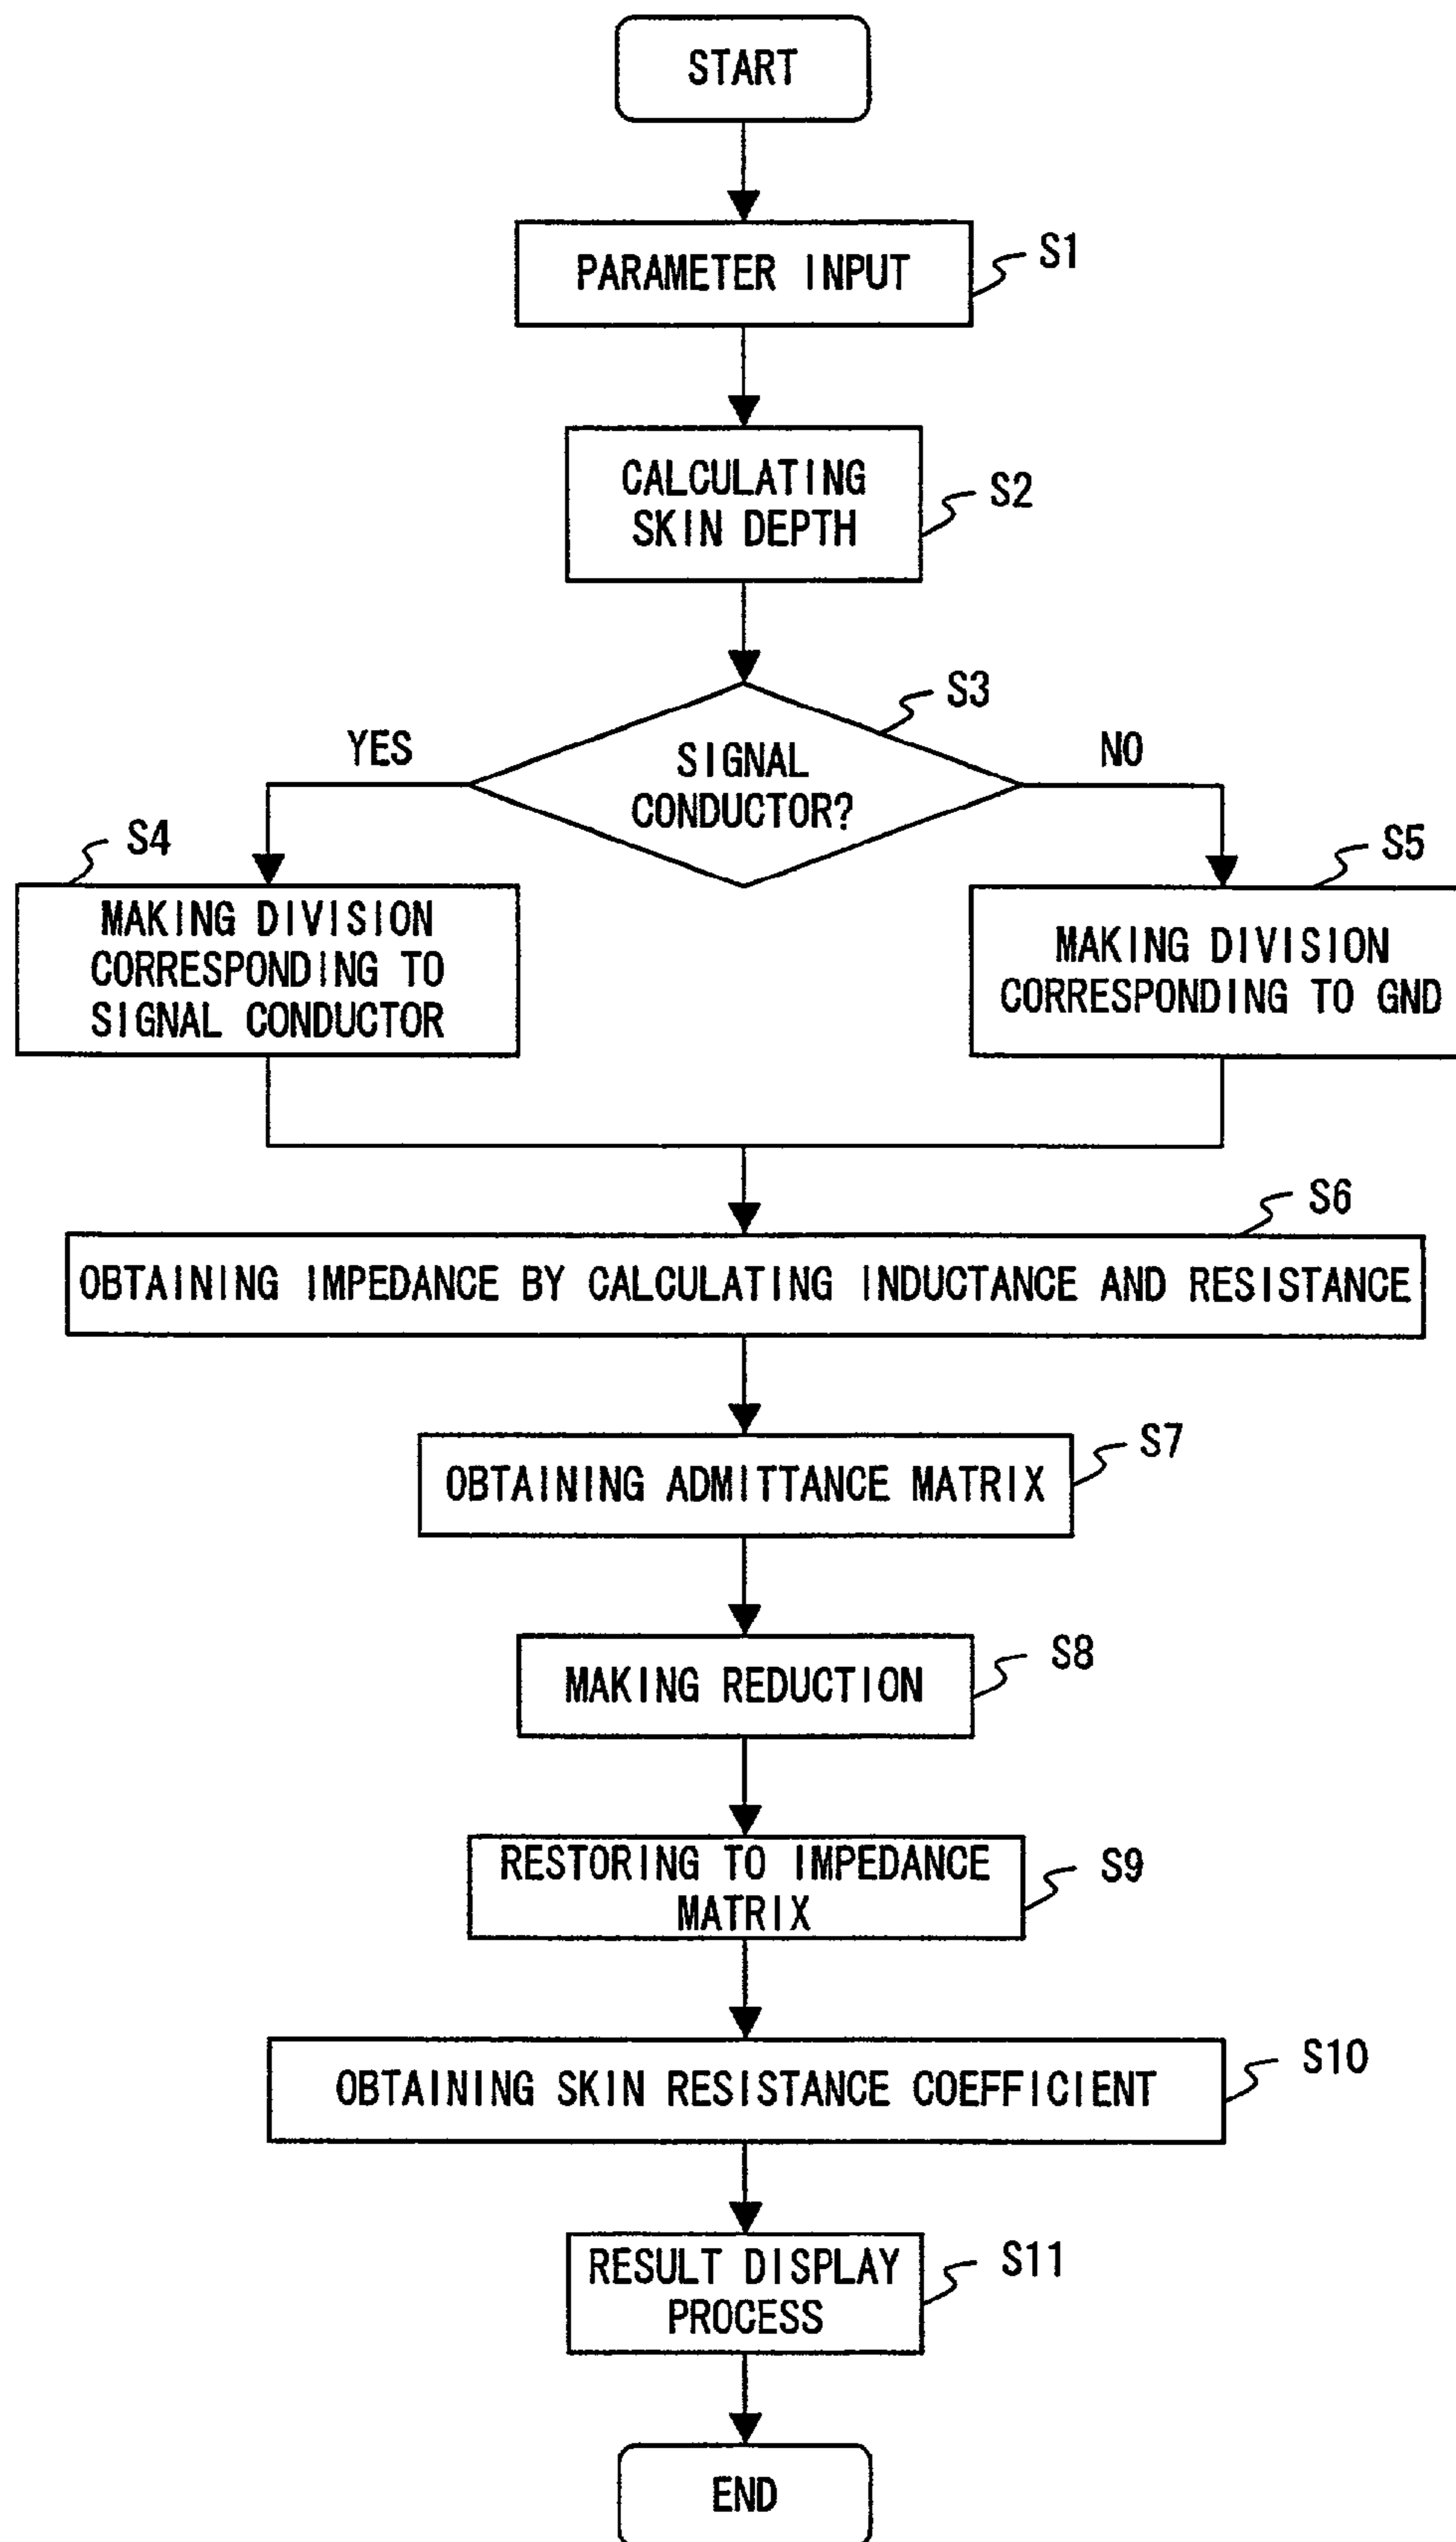 START
PARAMETER INPUT
S1
CALCULATING
SKIN DEPTH
S2
S3
SIGNAL
CONDUCTOR?
YES
NO
S4
MAKING DIVISION
CORRESPONDING TO
SIGNAL CONDUCTOR
S5
MAKING DIVISION
CORRESPONDING TO GND
S6
OBTAINING IMPEDANCE BY CALCULATING INDUCTANCE AND RESISTANCE
S7
OBTAINING ADMITTANCE MATRIX
S8
MAKING REDUCTION
RESTORING TO IMPEDANCE
MATRIX
S9
OBTAINING SKIN RESISTANCE COEFFICIENT
S10
RESULT DISPLAY
PROCESS
S11
END